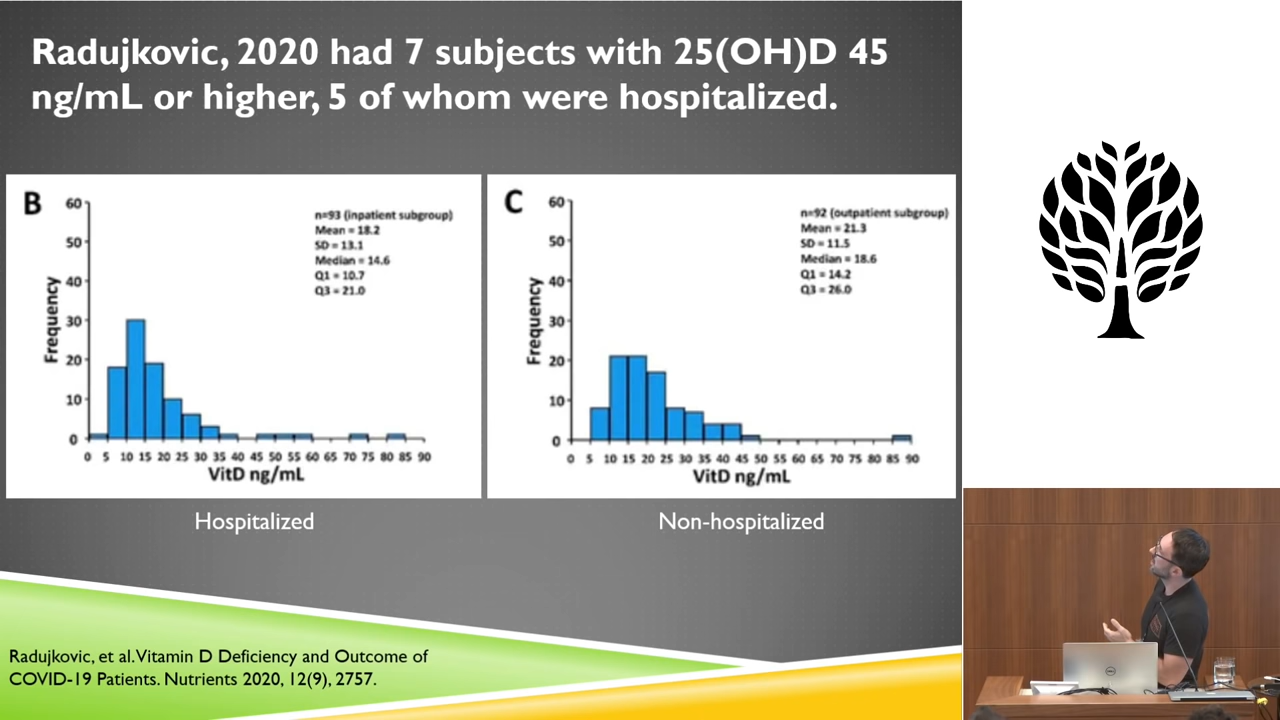 Radujkovic, 2020 had 7 subjects with 25(OH)D 45
ng/mL or higher, 5 of whom were hospitalized.
B
n=93 (inpatient subgroup)
Mean = 18.2
SD = 13.1
Median = 14.6
Q1 = 10.7
Q3 = 21.0
Frequency
60
50
40
30
20
10
0
0 5 10 15 20 25 30 35 40 45 50 55 60 65 70 75 80 85 90
VitD ng/mL
Hospitalized
C
n=92 (outpatient subgroup)
Mean = 21.3
SD = 11.5
Median = 18.6
Q1 = 14.2
Q3 = 26.0
Frequency
60
50
40
30
20
10
0
0 5 10 15 20 25 30 35 40 45 50 55 60 65 70 75 80 85 90
VitD ng/mL
Non-hospitalized
Radujkovic, et al. Vitamin D Deficiency and Outcome of
COVID-19 Patients. Nutrients 2020, 12(9), 2757.
DELL